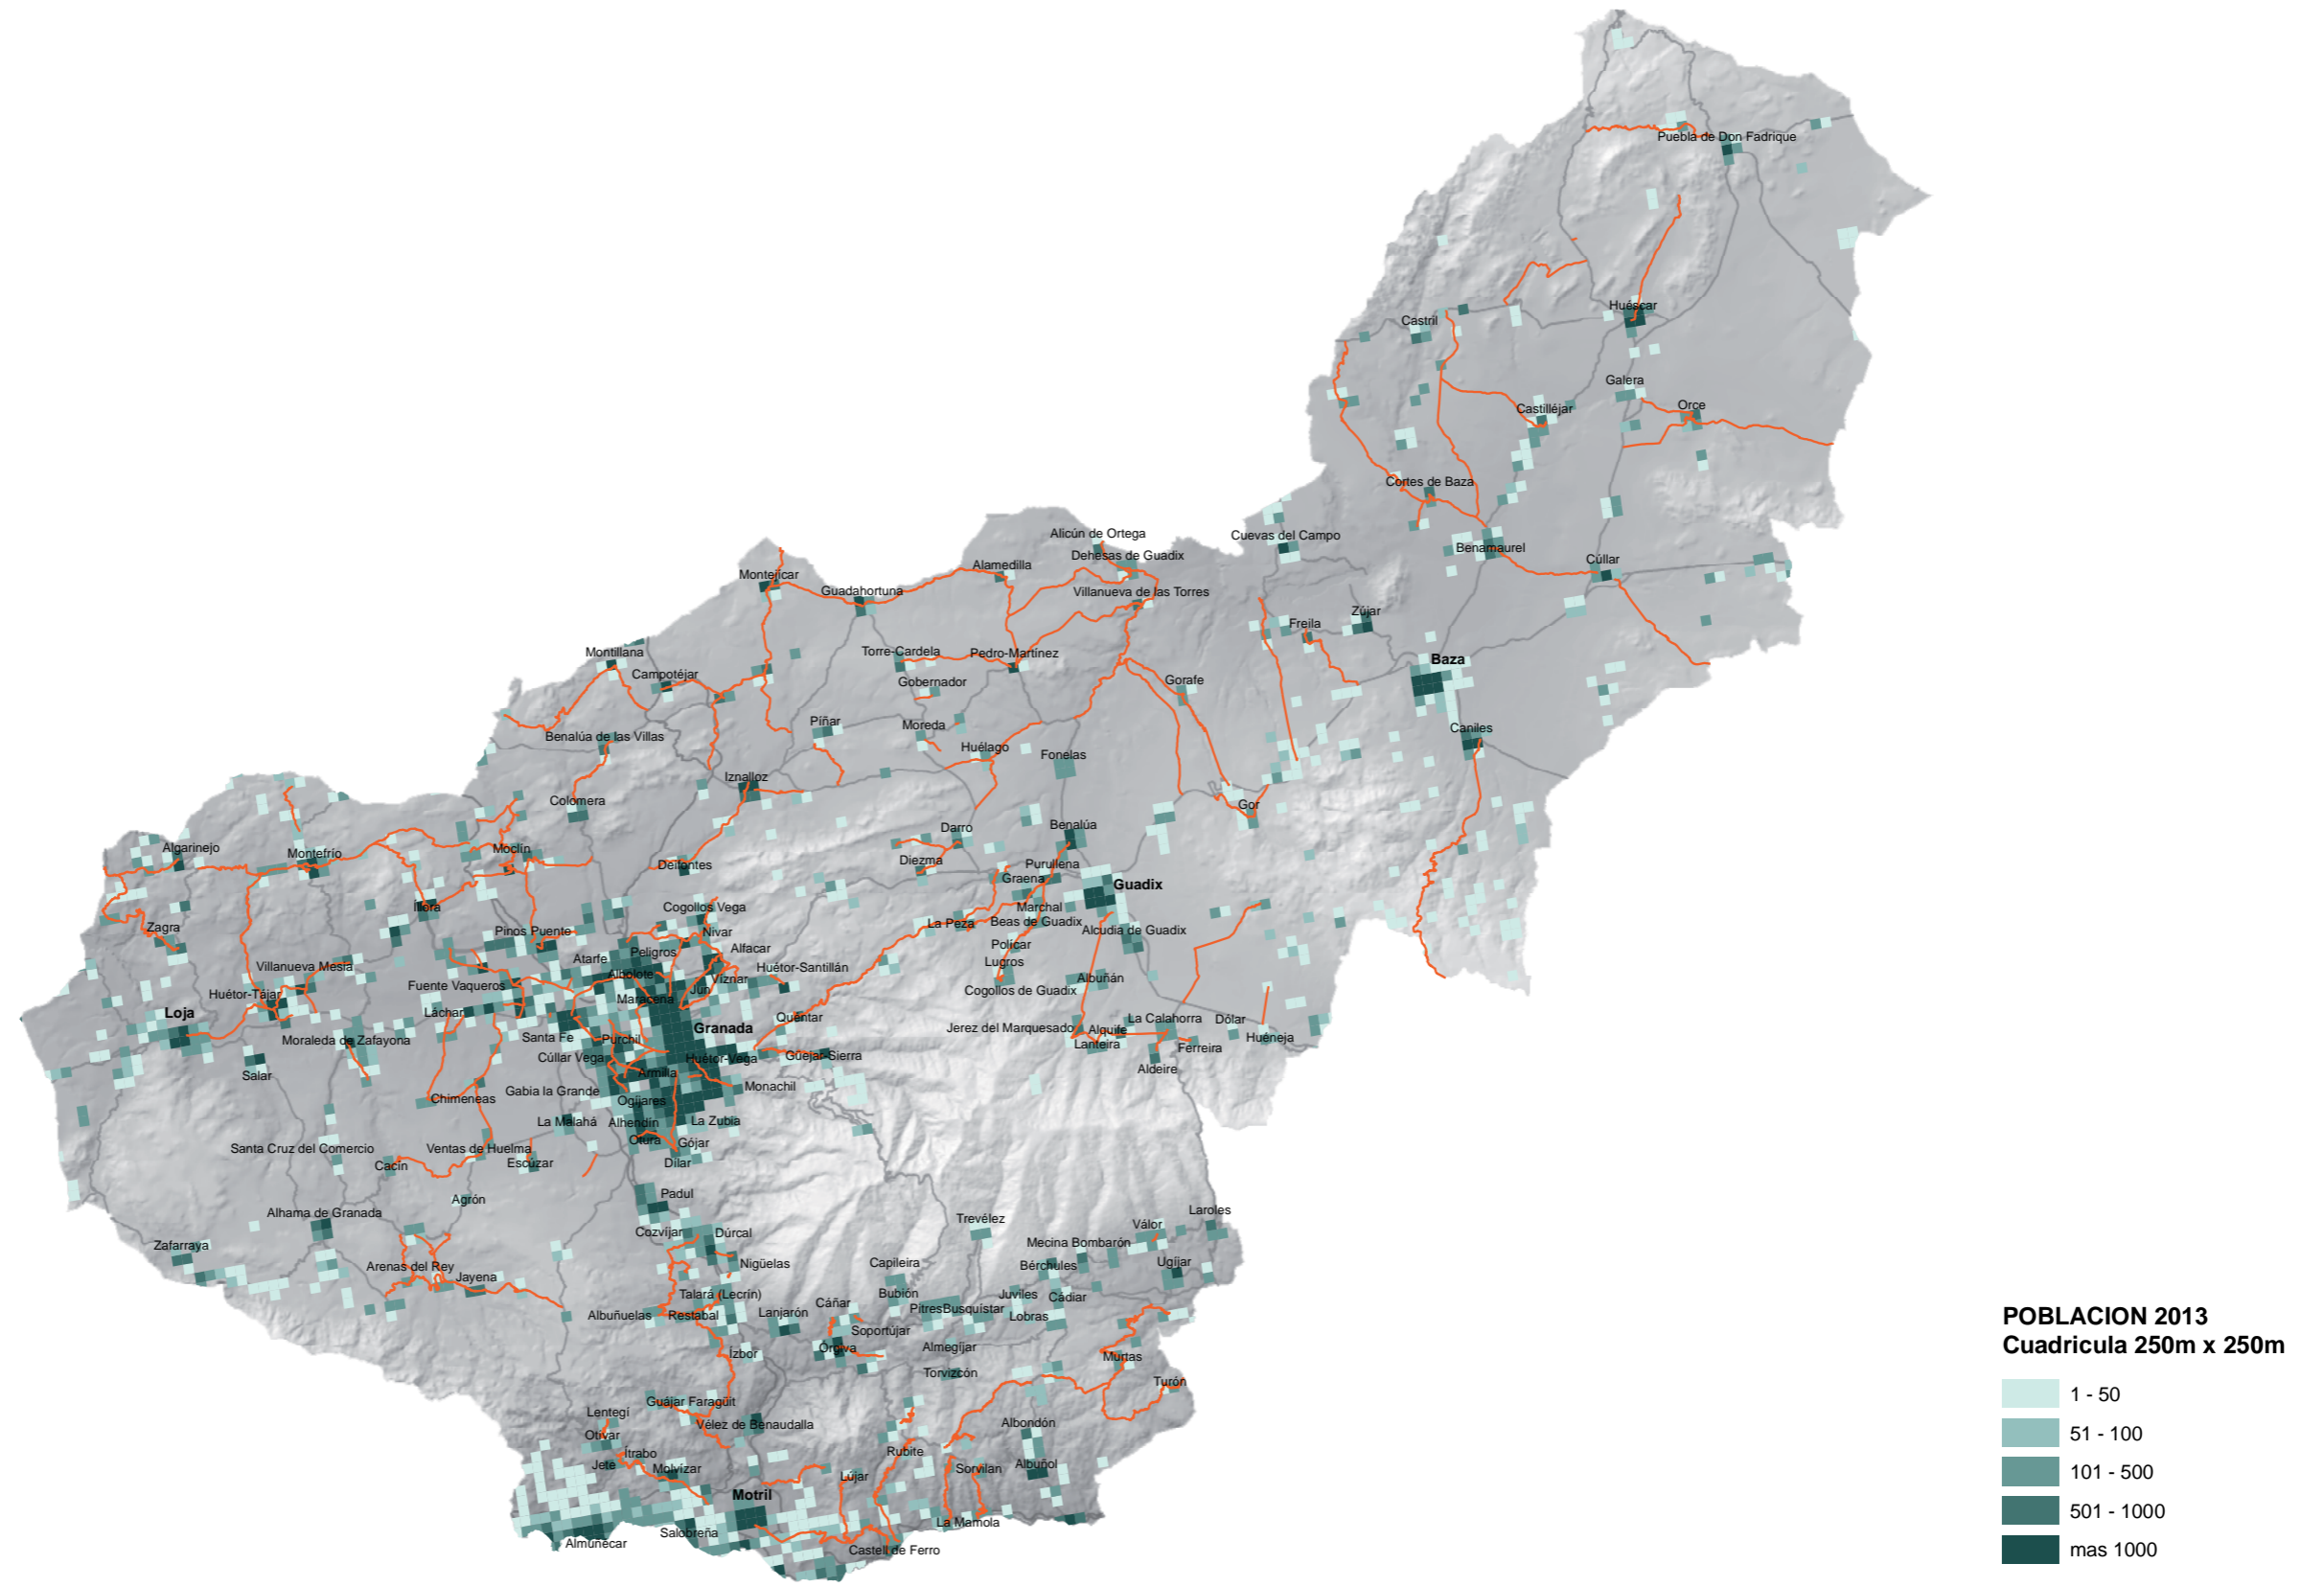 Puebla de Don Fadrique
Huéscar
Castril
Galera
Orce
Castilléjar
Cortes de Baza
Alicún de Ortega
Cuevas del Campo
Benamaurel
Dehesas de Guadix
Cúllar
Alamedilla
Montejícar
Guadahortuna
Villanueva de las Torres
Zújar
Freila
Montillana
Torre-Cardela
Pedro-Martínez
Baza
Campotéjar
Gobernador
Gorafe
Píñar
Moreda
Caniles
Benalúa de las Villas
Huélago
Fonelas
Iznalloz
Colomera
Gor
Darro
Benalúa
Algarinejo
Montefrío
Moclín
Deifontes
Diezma
Purullena
Graena
Guadix
Íllora
Cogollos Vega
Marchal
Zagra
Pinos Puente
Nívar
La Peza
Beas de Guadix
Alcudia de Guadix
Alfacar
Polícar
Peligros
Atarfe
Lugros
Villanueva Mesía
Huétor-Santillán
Albolote
Víznar
Albuñán
Huétor-Tájar
Fuente Vaqueros
Jun
Cogollos de Guadix
Maracena
Loja
Láchar
Quéntar
La Calahorra
Dólar
Granada
Jerez del Marquesado
Alquife
Moraleda de Zafayona
Santa Fe
Purchil
Lanteira
Ferreira
Huéneja
Cúllar Vega
Huétor-Vega
Güejar-Sierra
Salar
Armilla
Aldeire
Monachil
Chimeneas
Gabia la Grande
Ogíjares
La Malahá
Alhendín
La Zubia
Otura
Gójar
Santa Cruz del Comercio
Ventas de Huelma
Cacín
Escúzar
Dílar
Agrón
Padul
Alhama de Granada
Trevélez
Válor
Laroles
Cozvíjar
Dúrcal
Zafarraya
Mecina Bombarón
Nigüelas
Capileira
Bérchules
Ugíjar
Arenas del Rey
Jayena
Talará (Lecrín)
Bubión
Juviles
Cádiar
Cáñar
Pitres
Busquístar
Albuñuelas
Restabal
Lanjarón
Lobras
POBLACION 2013
Soportújar
Cuadricula 250m x 250m
Órgiva
Almegíjar
Ízbor
Murtas
Torvizcón
Turón
1 - 50
Guájar Faragüit
Lentegí
Vélez de Benaudalla
Albondón
51 - 100
Otívar
Ítrabo
Rubite
Jete
Molvízar
Lújar
Sorvilan
Albuñol
101 - 500
Motril
501 - 1000
La Mamola
Salobreña
Almuñécar
Castell de Ferro
mas 1000